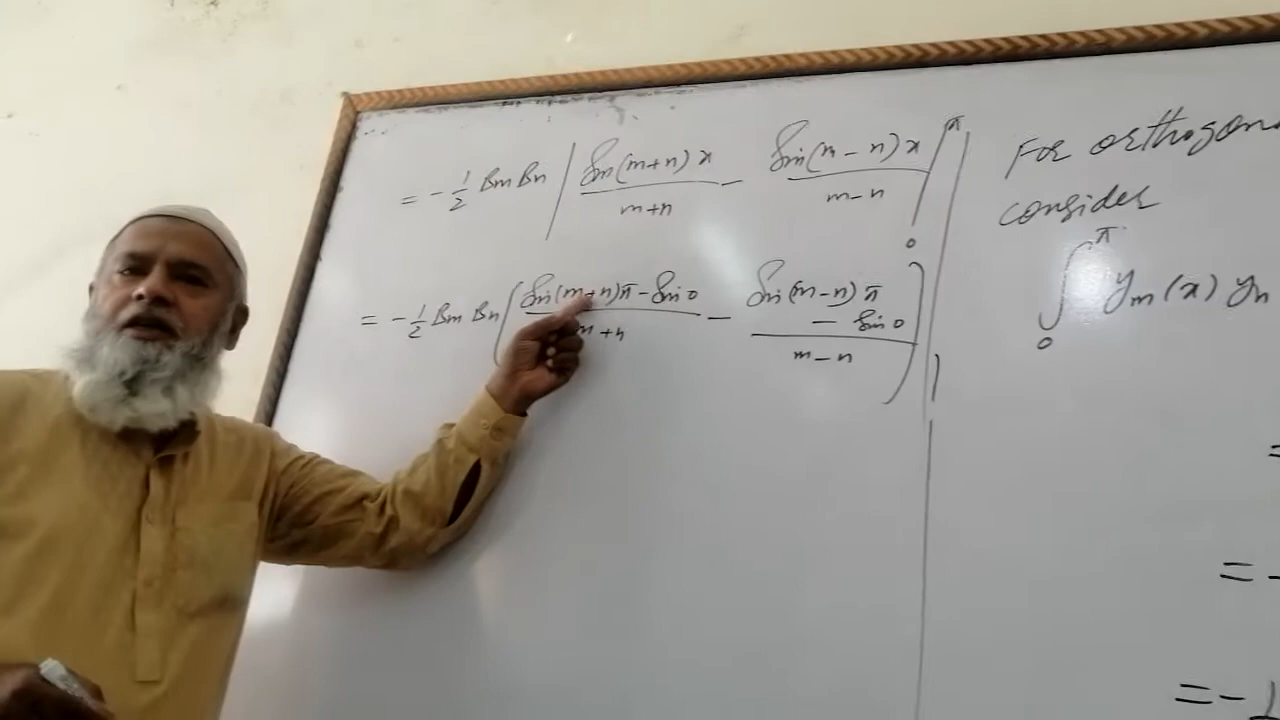 = - 1/2 Bm Bn | Sin(m+n)x / m+n - Sin(m-n)x / m-n |₀^π
= - 1/2 Bm Bn ( Sin(m+n)π - Sin 0 / m+n - Sin(m-n)π - Sin 0 / m-n )
For orthogon
consider
∫₀^π ym(x) yn
=
= -
= -